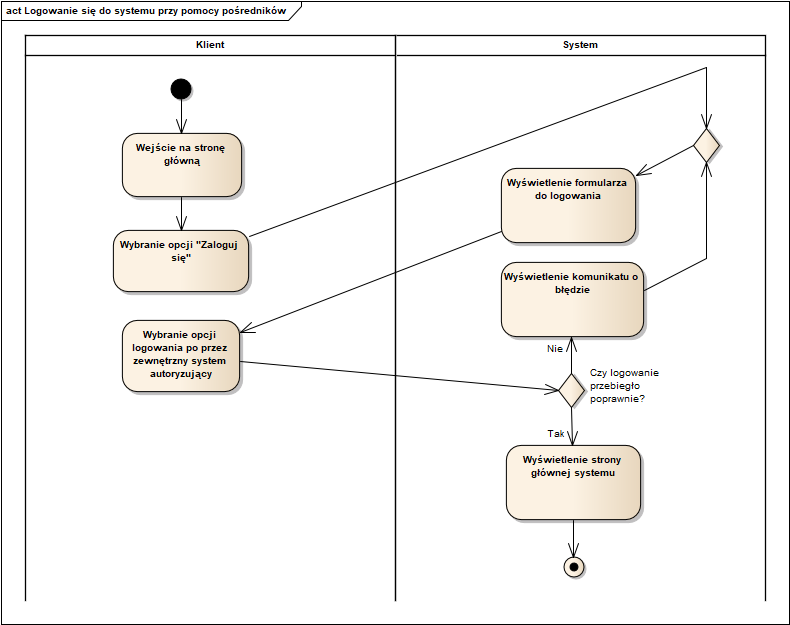 act Logowanie się do systemu przy pomocy pośredników
Klient
System
Wejście na stronę
główną
Wybranie opcji "Zaloguj
się"
Wyświetlenie formularza
do logowania
Wyświetlenie komunikatu o
błędzie
Wybranie opcji
logowania po przez
zewnętrzny system
autoryzujący
Nie
Czy logowanie
przebiegło
poprawnie?
Tak
Wyświetlenie strony
głównej systemu